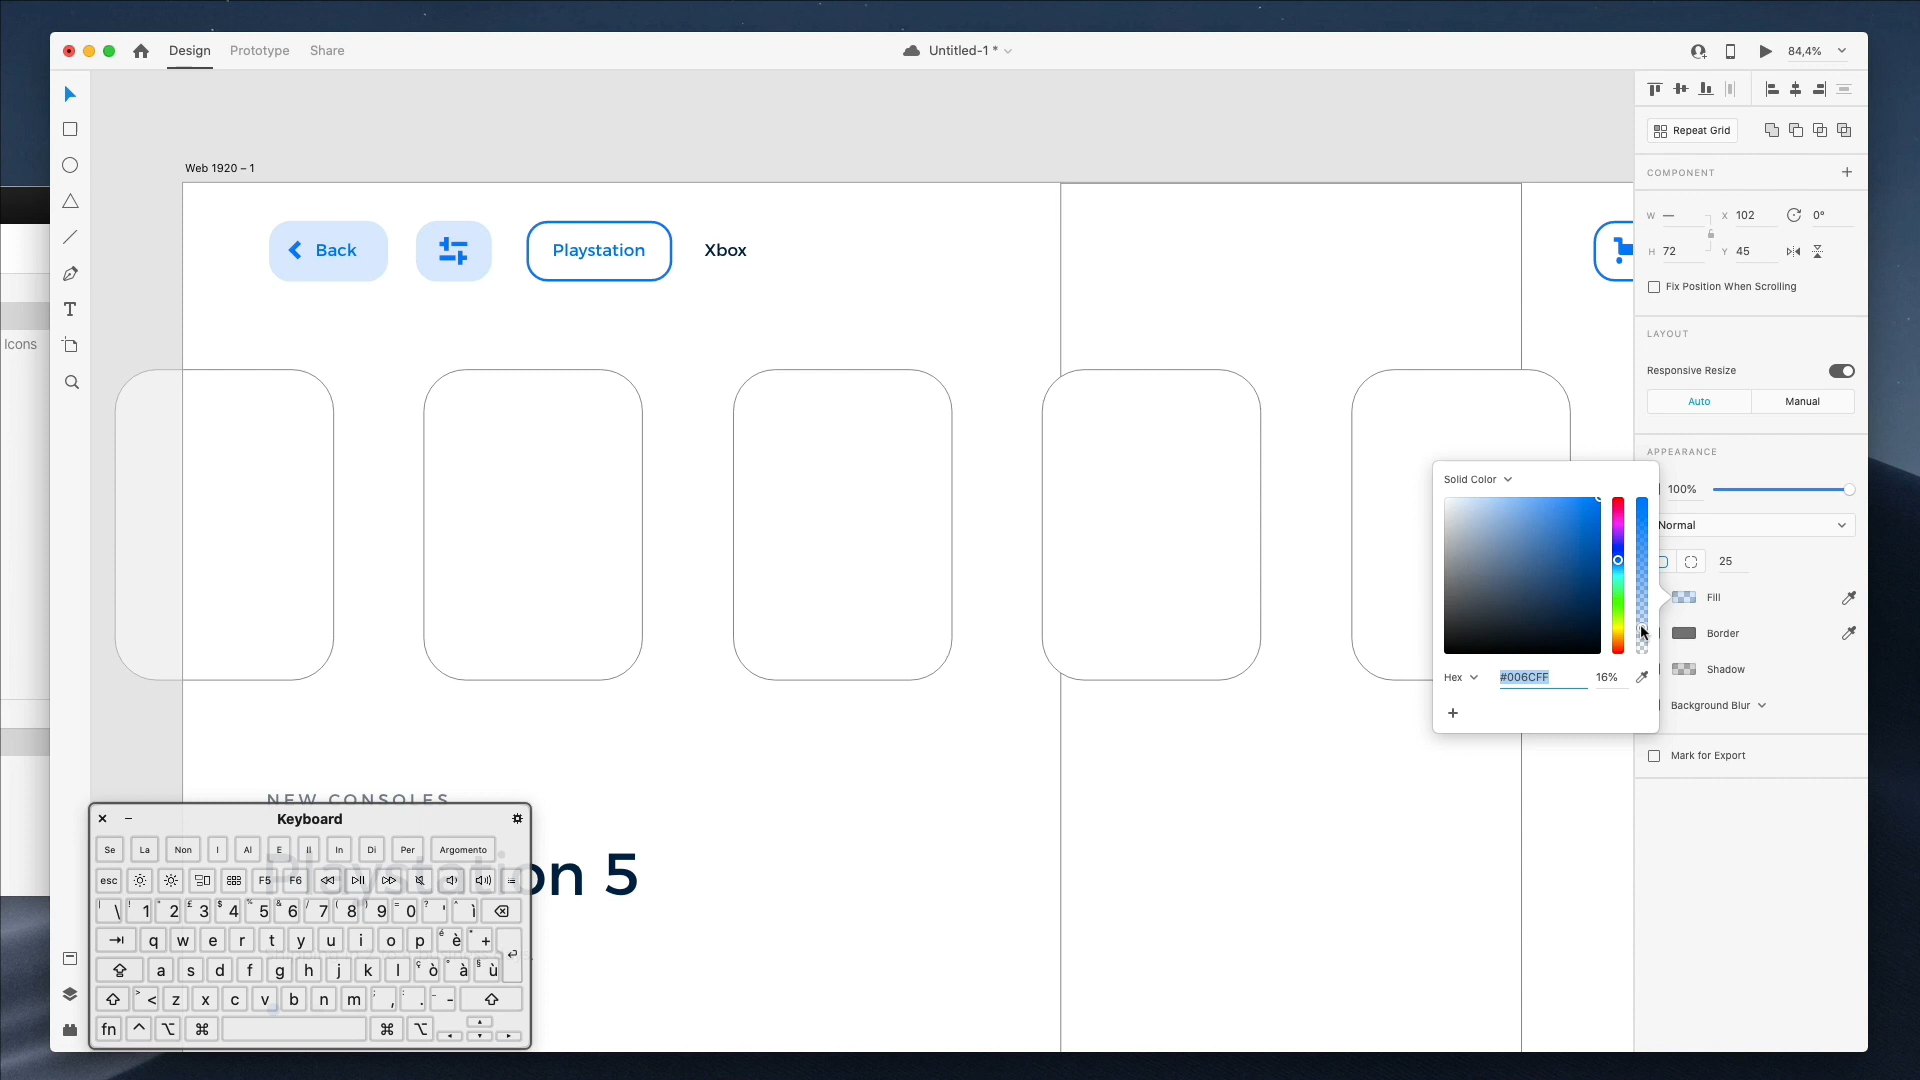 Design Prototype Share
Untitled-1 *
84,4%
Web 1920 – 1
Back
Playstation
Xbox
Icons
NEW CONSOLES
Playstation 5
Repeat Grid
COMPONENT
W — X 102 0°
H 72 Y 45
Fix Position When Scrolling
LAYOUT
Responsive Resize
Auto Manual
APPEARANCE
100%
Normal
25
Fill
Border
Shadow
Background Blur
Mark for Export
Solid Color
Hex #006CFF 16%
+
Keyboard
Se La Non I Al E Il In Di Per Argomento
esc F5 F6
| \ ! 1 " 2 £ 3 $ 4 % 5 & 6 / 7 ( 8 ) 9 = 0 ? ' ^ ì
q w e r t y u i o p é è * +
a s d f g h j k l ç ò ° à § ù
> < z x c v b n m ; , : . _ -
fn